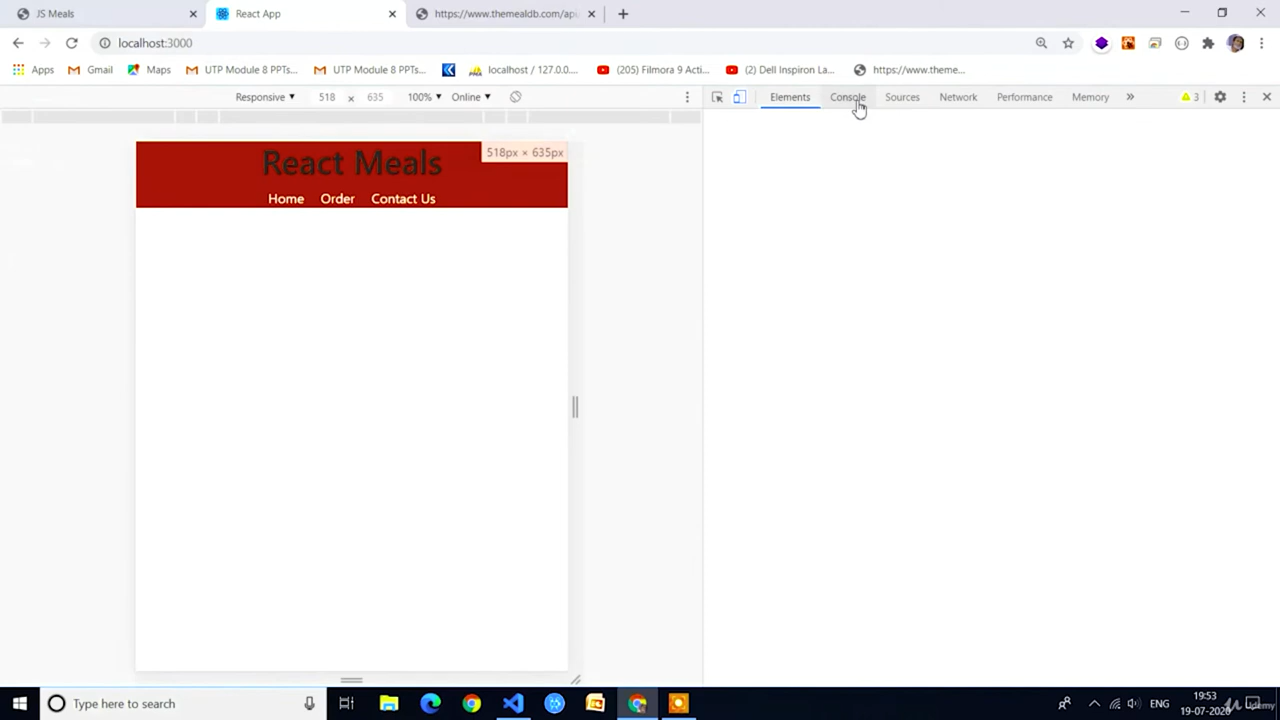 JS Meals
React App
https://www.themealdb.com/api
localhost:3000
Apps
Gmail
Maps
UTP Module 8 PPTs...
UTP Module 8 PPTs...
localhost / 127.0.0....
(205) Filmora 9 Acti...
(2) Dell Inspiron La...
https://www.theme...
Responsive
518
x
635
100%
Online
Elements
Console
Sources
Network
Performance
Memory
»
3
React Meals
518px × 635px
Home
Order
Contact Us
Type here to search
ENG
19:53
19-07-2020
Udemy